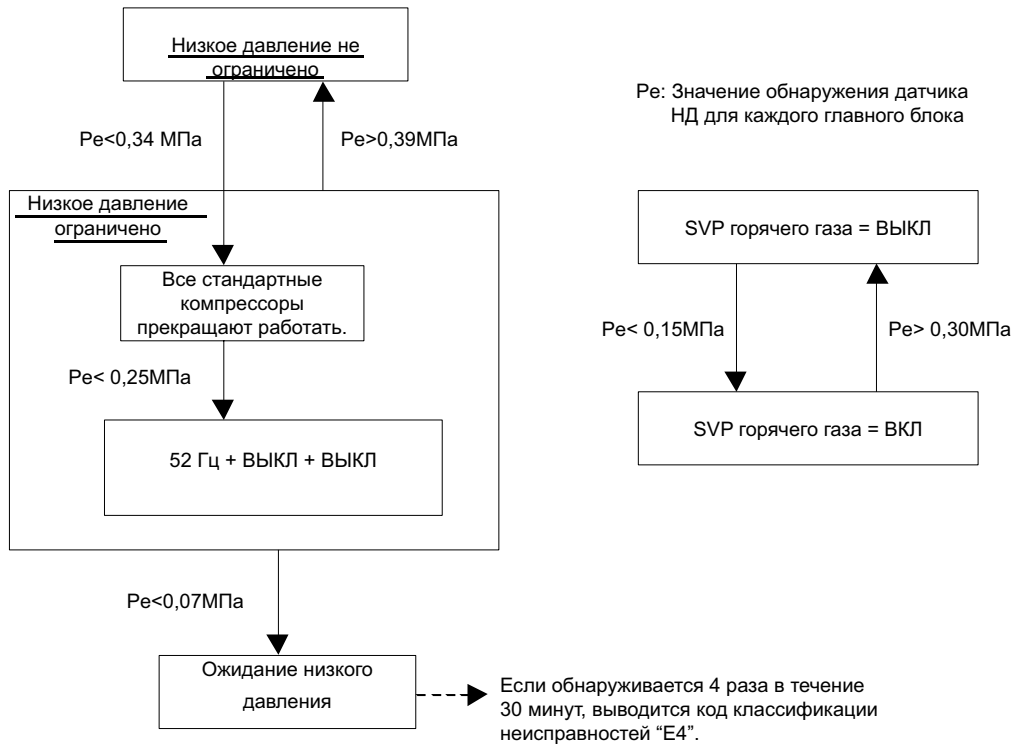 Низкое давление не
ограничено
Pe<0,34 МПа
Pe>0,39МПа
Низкое давление
ограничено
Все стандартные
компрессоры
прекращают работать.
Pe< 0,25МПа
52 Гц + ВЫКЛ + ВЫКЛ
Pe<0,07МПа
Ожидание низкого
давления
Если обнаруживается 4 раза в течение
30 минут, выводится код классификации
неисправностей “E4”.
Pe: Значение обнаружения датчика
НД для каждого главного блока
SVP горячего газа = ВЫКЛ
Pe< 0,15МПа
Pe> 0,30МПа
SVP горячего газа = ВКЛ